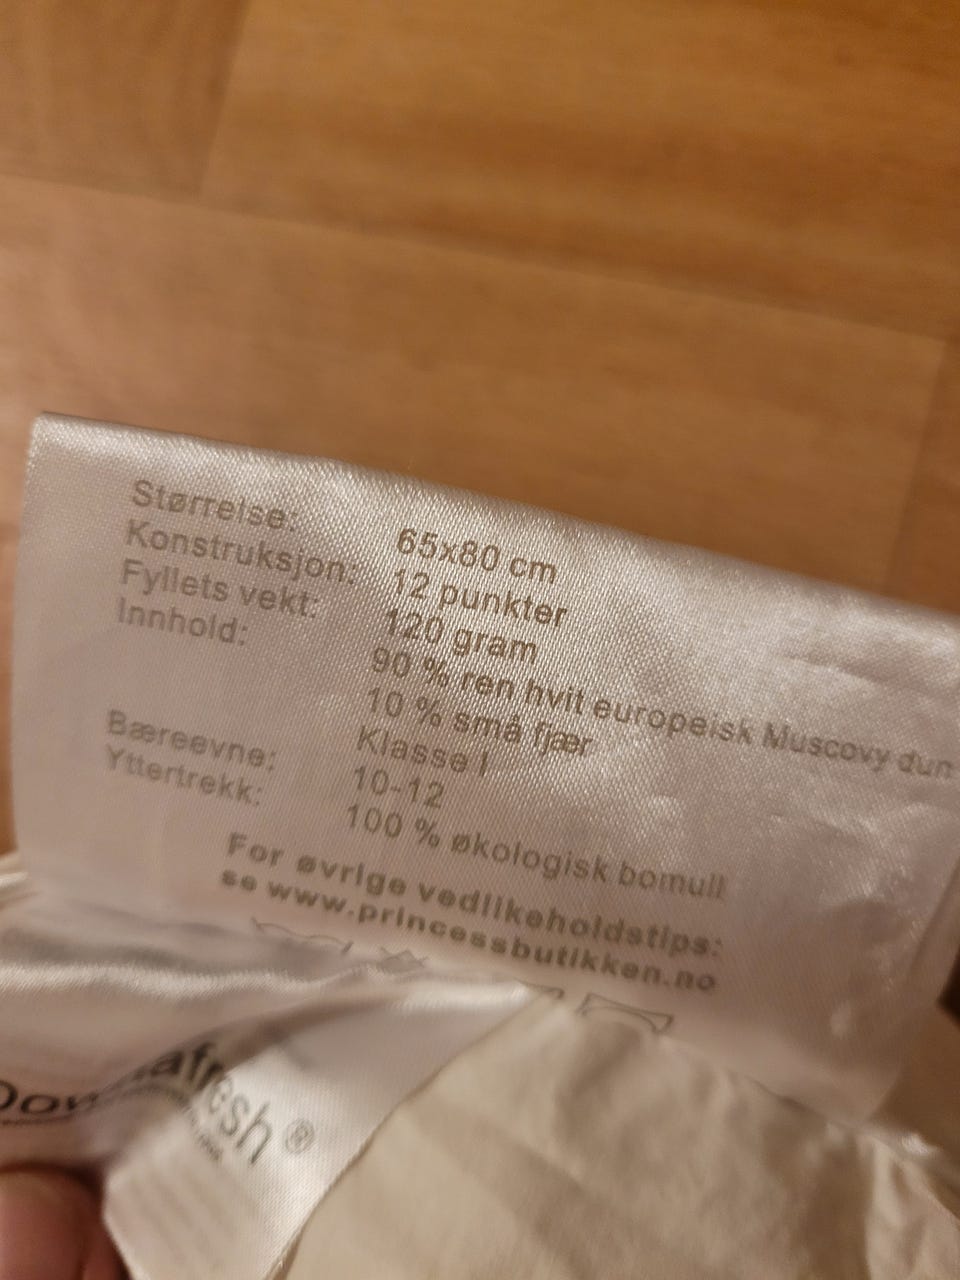 Størrelse: 65x80 cm
Konstruksjon: 12 punkter
Fyllets vekt: 120 gram
Innhold: 90 % ren hvit europeisk Muscovy dun
10 % små fjær
Klasse I
Bæreevne: 10-12
Yttertrekk: 100 % økologisk bomull
For øvrige vedlikeholdstips:
se www.princessbutikken.no